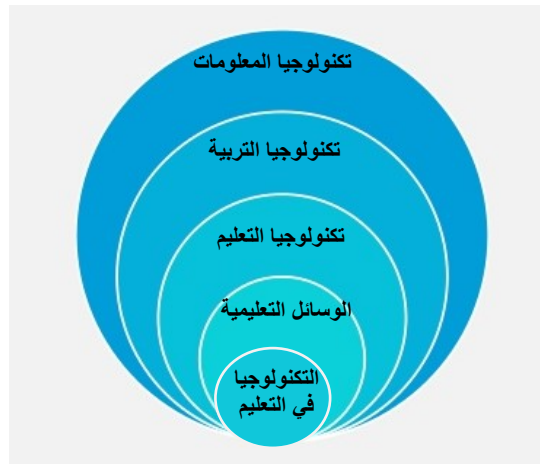 تكنولوجيا المعلومات
تكنولوجيا التربية
تكنولوجيا التعليم
الوسائل التعليمية
التكنولوجيا
في التعليم